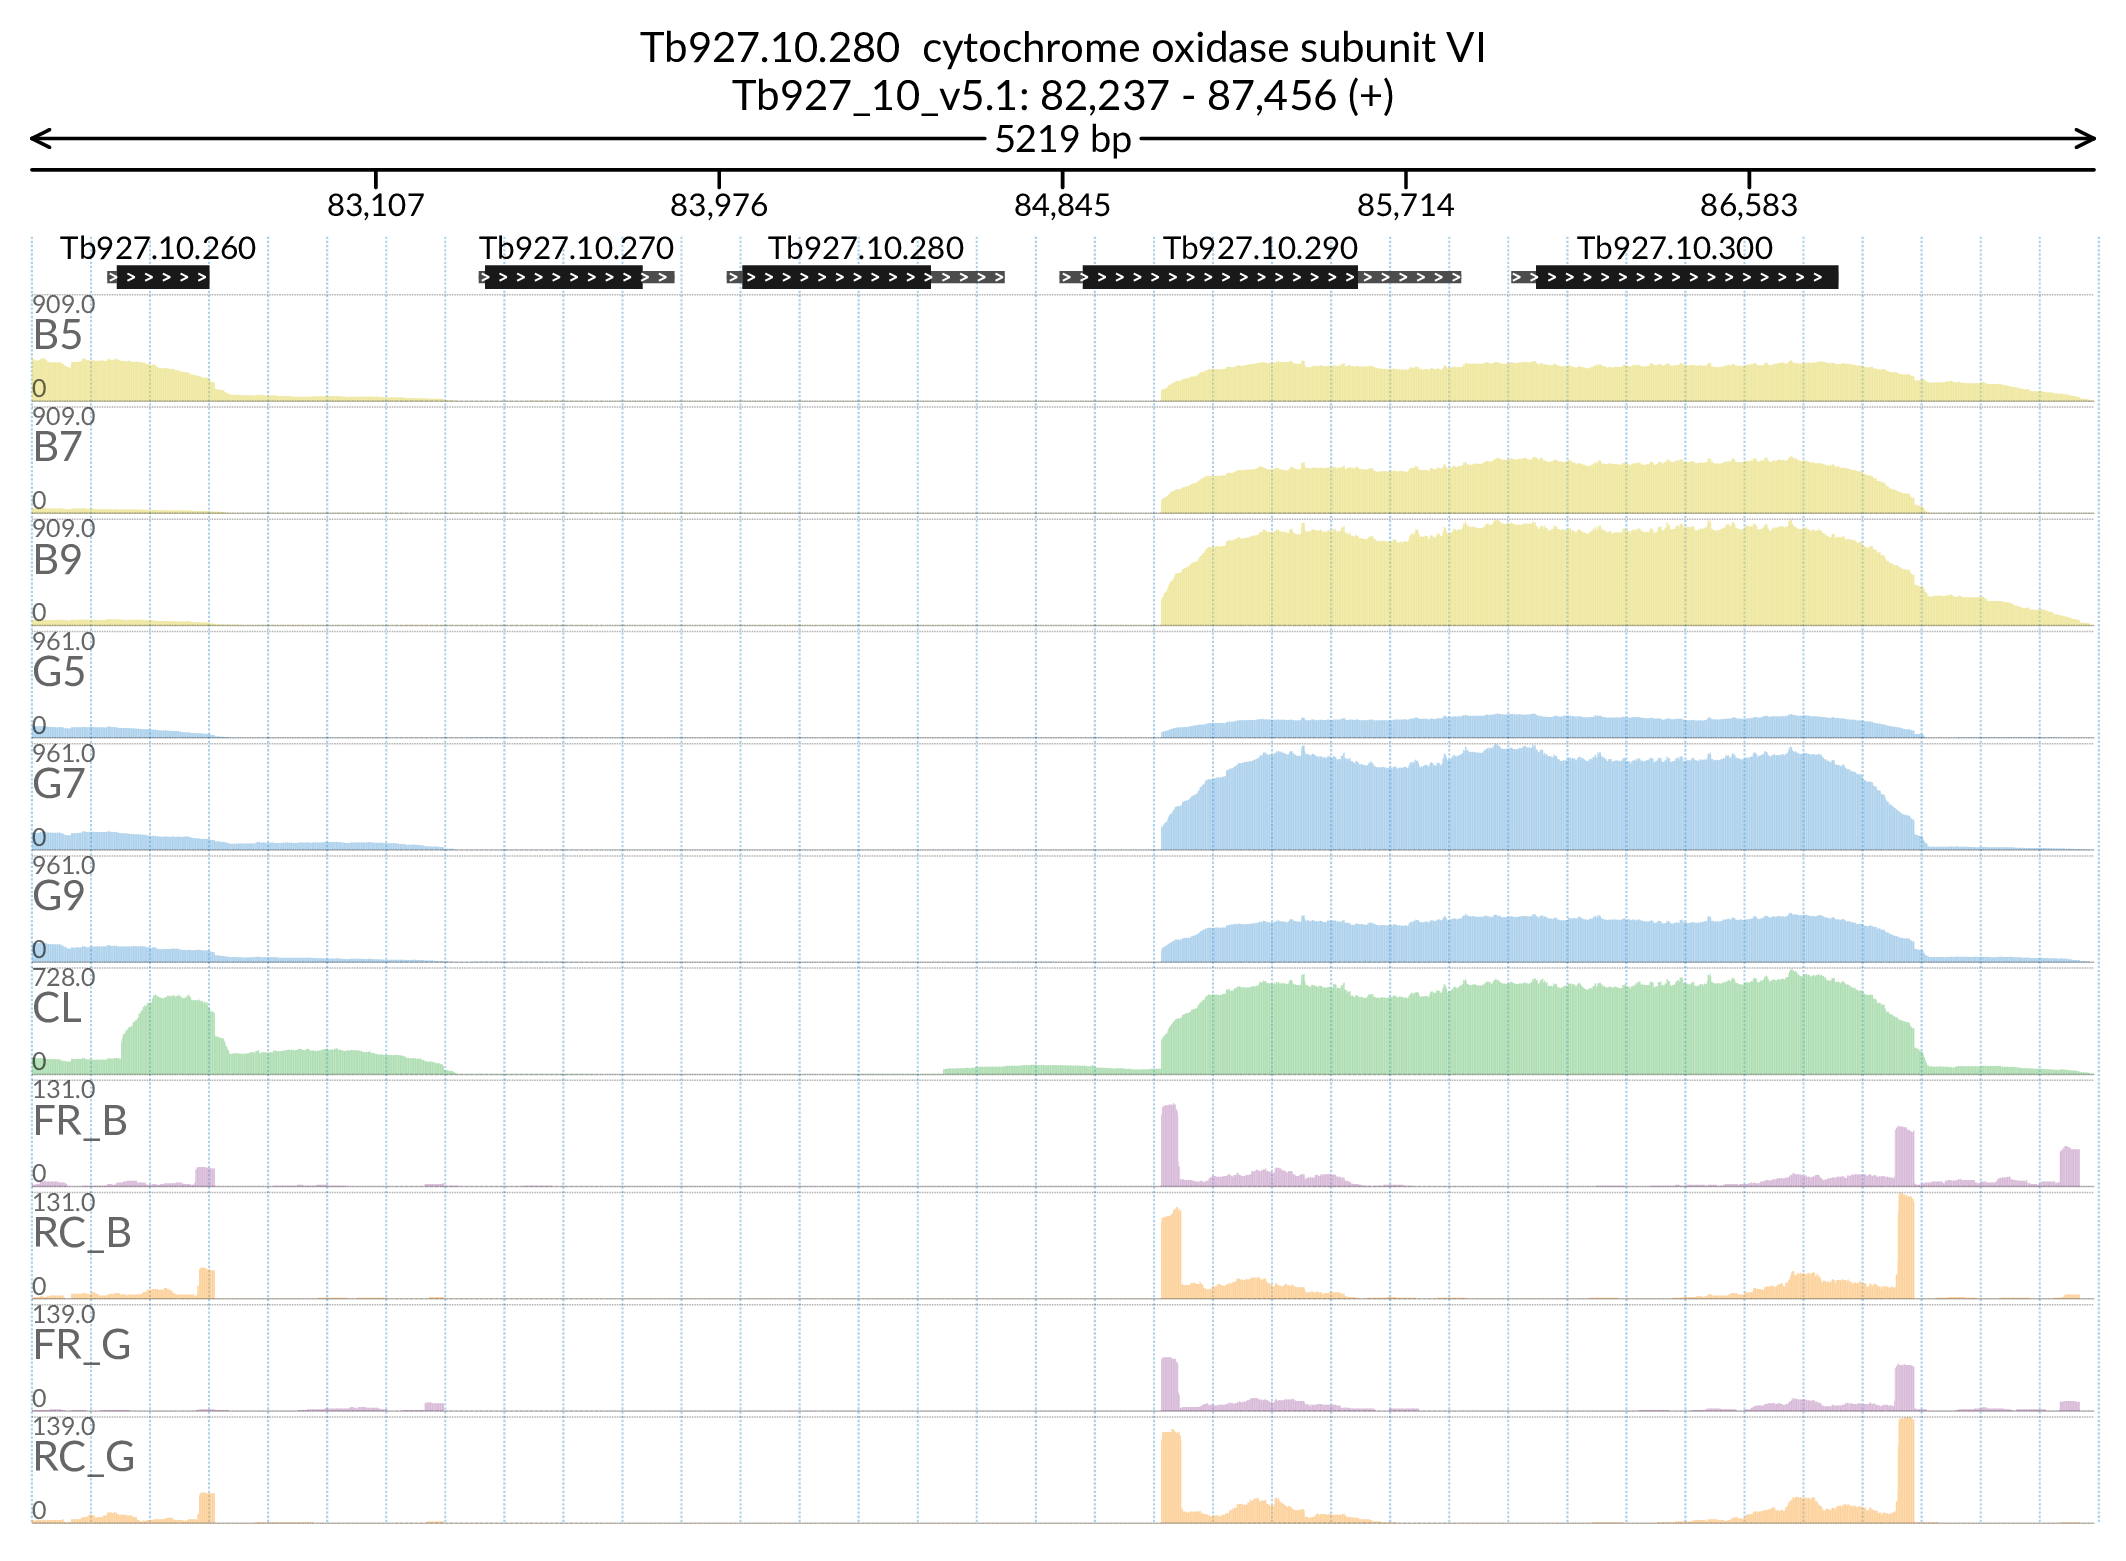 Tb927.10.280  cytochrome oxidase subunit VI
Tb927_10_v5.1: 82,237 - 87,456 (+)
5219 bp
83,107 83,976 84,845 85,714 86,583
Tb927.10.260 Tb927.10.270 Tb927.10.280 Tb927.10.290 Tb927.10.300
909.0
B5
0
909.0
B7
0
909.0
B9
0
961.0
G5
0
961.0
G7
0
961.0
G9
0
728.0
CL
0
131.0
FR_B
0
131.0
RC_B
0
139.0
FR_G
0
139.0
RC_G
0